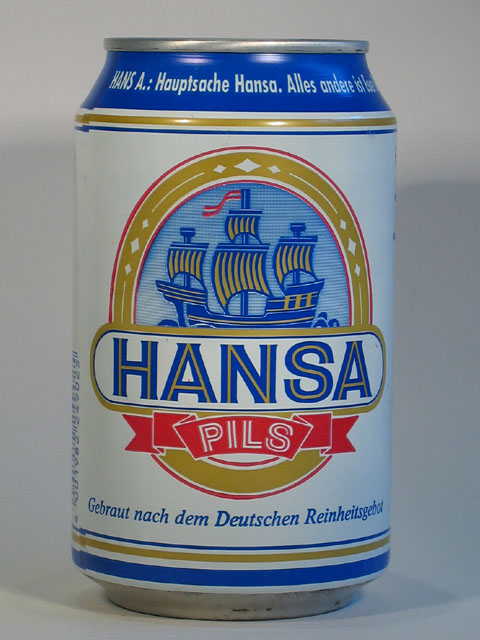 HANS A.: Hauptsache Hansa. Alles andere ist
HANSA
PILS
Gebraut nach dem Deutschen Reinheitsgebot